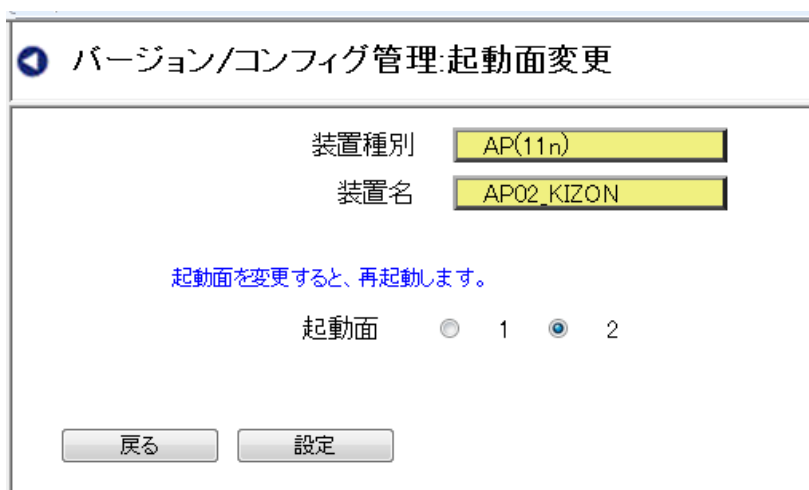 バージョン/コンフィグ管理:起動面変更
装置種別 AP(11n)
装置名 AP02_KIZON
起動面を変更すると、再起動します。
起動面 1 2
戻る 設定